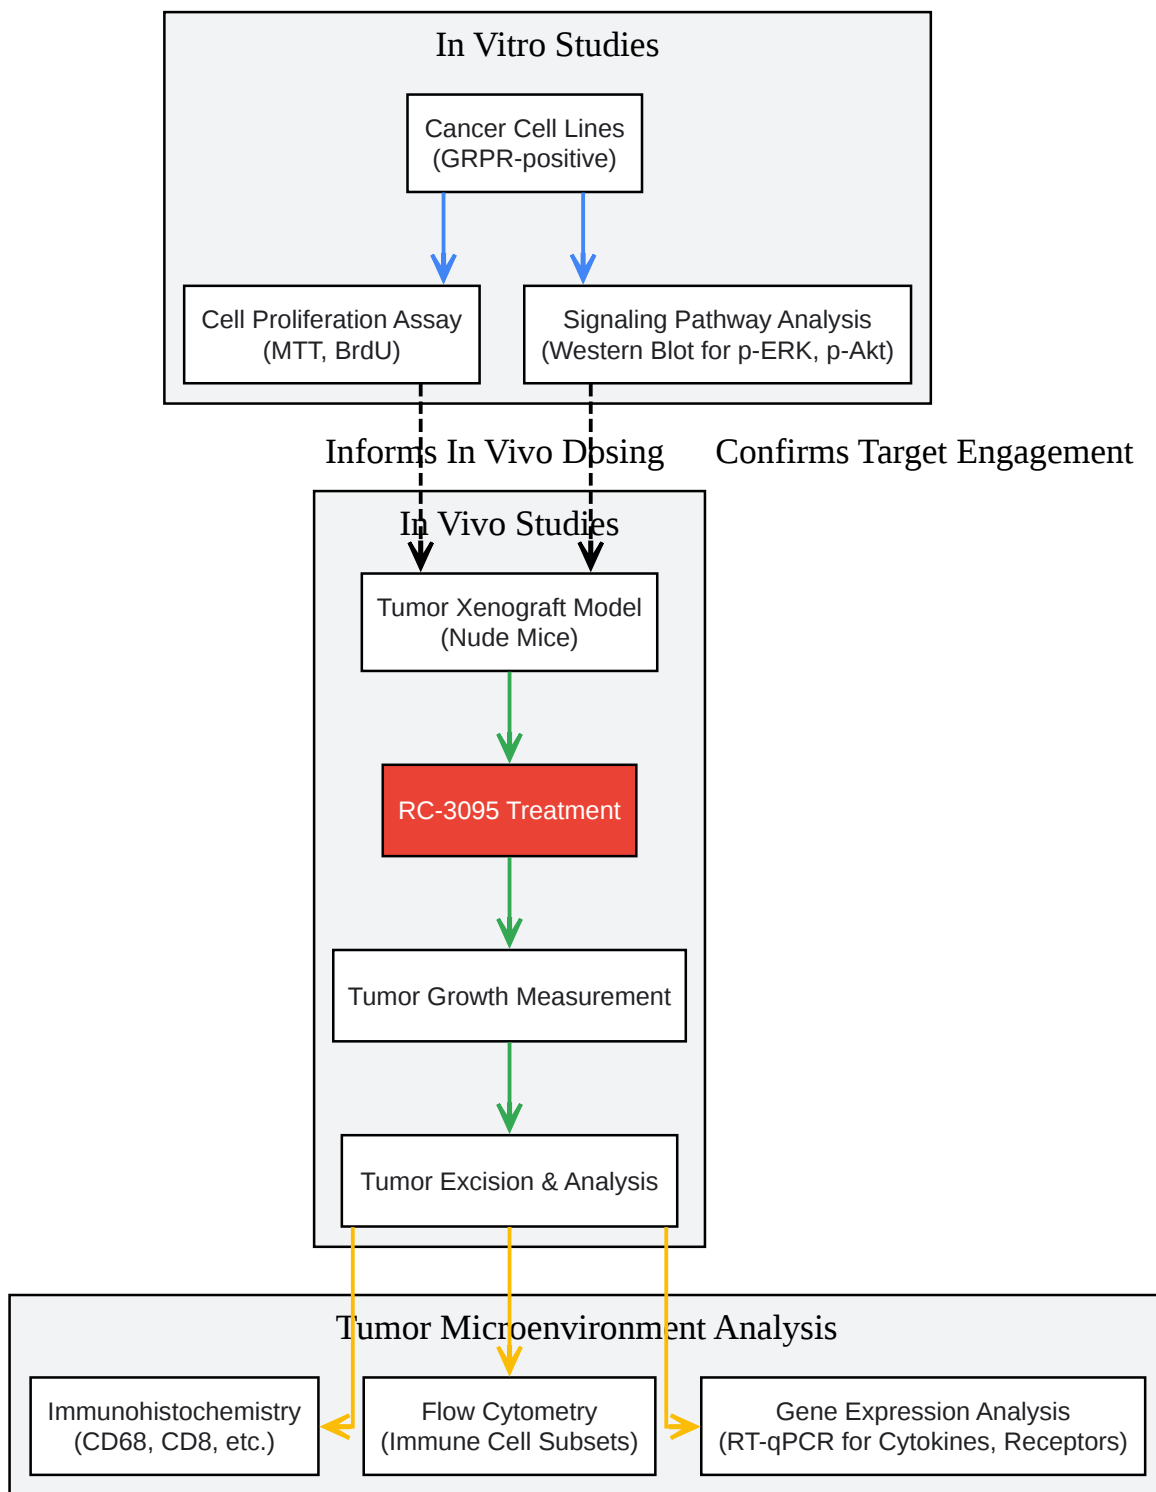 In Vitro Studies
Cancer Cell Lines
(GRPR-positive)
Cell Proliferation Assay
(MTT, BrdU)
Signaling Pathway Analysis
(Western Blot for p-ERK, p-Akt)
Informs In Vivo Dosing
Confirms Target Engagement
In Vivo Studies
Tumor Xenograft Model
(Nude Mice)
RC-3095 Treatment
Tumor Growth Measurement
Tumor Excision & Analysis
Tumor Microenvironment Analysis
Immunohistochemistry
(CD68, CD8, etc.)
Flow Cytometry
(Immune Cell Subsets)
Gene Expression Analysis
(RT-qPCR for Cytokines, Receptors)